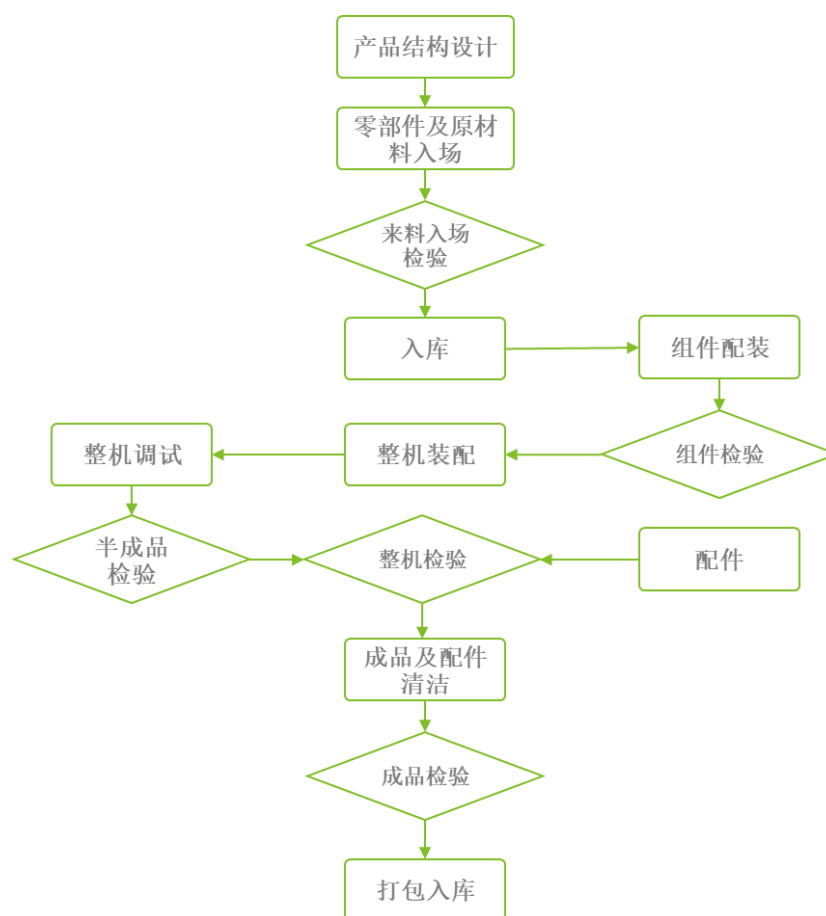 产品结构设计
零部件及原材
料入场
来料入场
检验
入库
组件配装
组件检验
整机装配
整机调试
半成品
检验
整机检验
配件
成品及配件
清洁
成品检验
打包入库